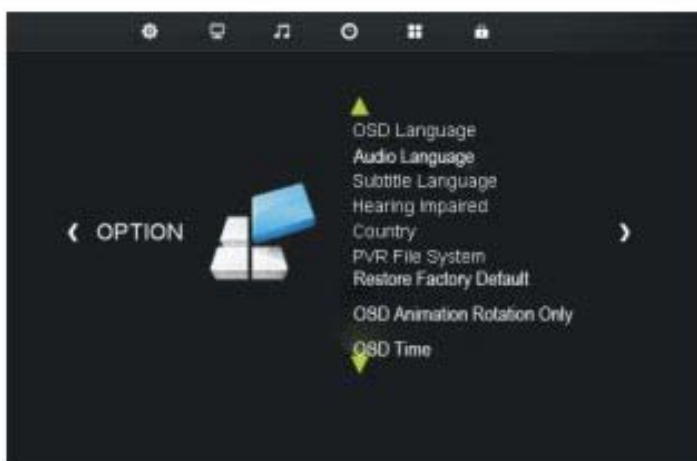 OSD Language
Audio Language
Subtitle Language
Hearing Impaired
OPTION
Country
PVR File System
Restore Factory Default
OSD Animation Rotation Only
OSD Time